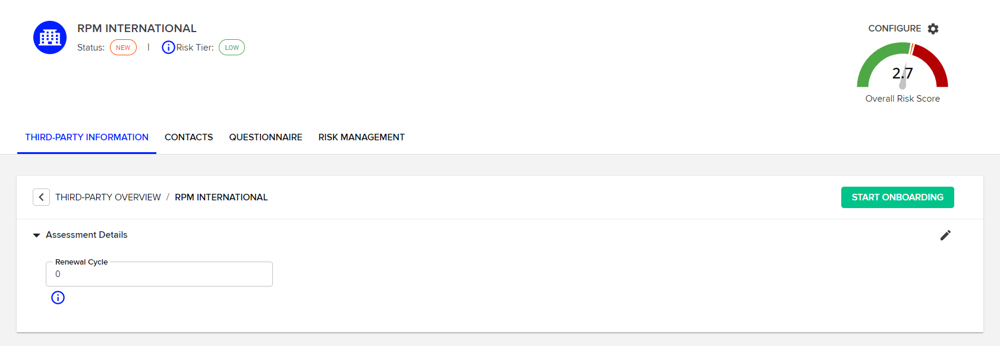 RPM INTERNATIONAL
Status: NEW | Risk Tier: LOW
CONFIGURE
2.7
Overall Risk Score
THIRD-PARTY INFORMATION CONTACTS QUESTIONNAIRE RISK MANAGEMENT
THIRD-PARTY OVERVIEW / RPM INTERNATIONAL
START ONBOARDING
Assessment Details
Renewal Cycle
0